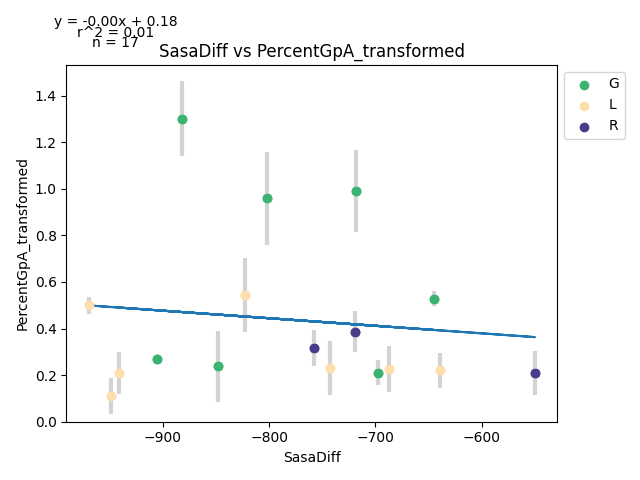 y = -0.00x + 0.18
r^2 = 0.01
n = 17
SasaDiff vs PercentGpA_transformed
G
L
R
PercentGpA_transformed
1.4
1.2
1.0
0.8
0.6
0.4
0.2
0.0
−900
−800
−700
−600
SasaDiff